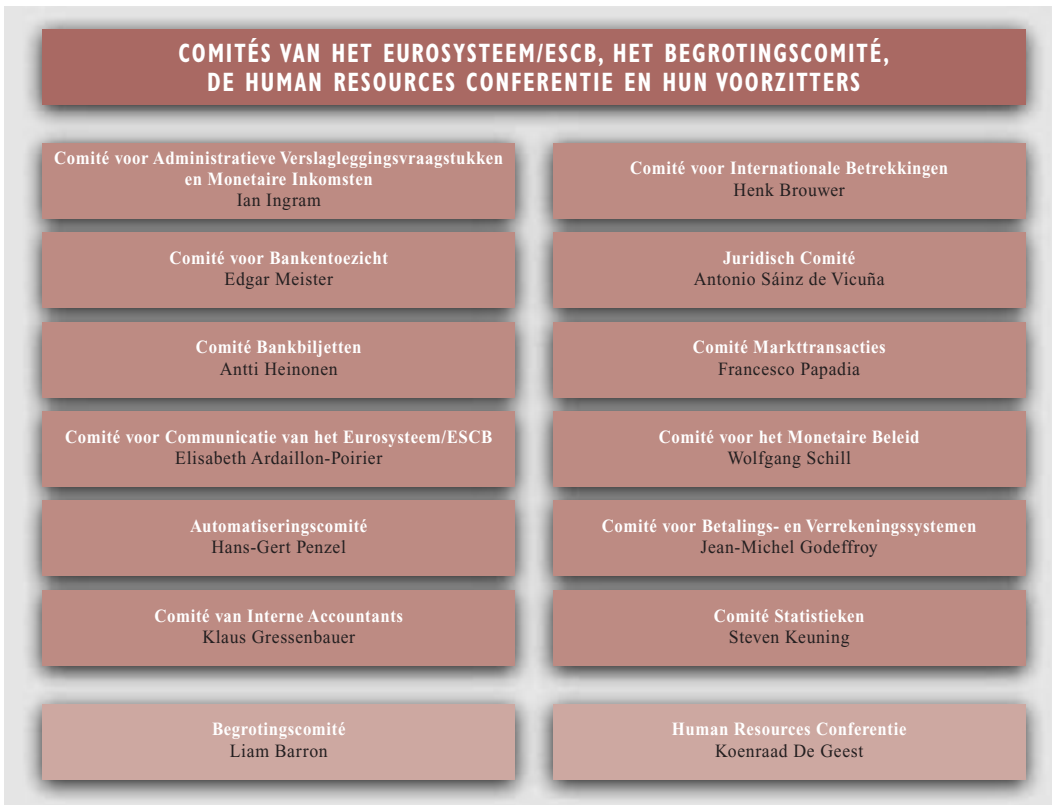 COMITÉS VAN HET EUROSYSTEEM/ESCB, HET BEGROTINGSCOMITÉ,
DE HUMAN RESOURCES CONFERENTIE EN HUN VOORZITTERS
Comité voor Administratieve Verslagleggingsvraagstukken
en Monetaire Inkomsten
Ian Ingram
Comité voor Internationale Betrekkingen
Henk Brouwer
Comité voor Bankentoezicht
Edgar Meister
Juridisch Comité
Antonio Sáinz de Vicuña
Comité Bankbiljetten
Antti Heinonen
Comité Markttransacties
Francesco Papadia
Comité voor Communicatie van het Eurosysteem/ESCB
Elisabeth Ardaillon-Poirier
Comité voor het Monetaire Beleid
Wolfgang Schill
Automatiseringscomité
Hans-Gert Penzel
Comité voor Betalings- en Verrekeningssystemen
Jean-Michel Godeffroy
Comité van Interne Accountants
Klaus Gressenbauer
Comité Statistieken
Steven Keuning
Begrotingscomité
Liam Barron
Human Resources Conferentie
Koenraad De Geest